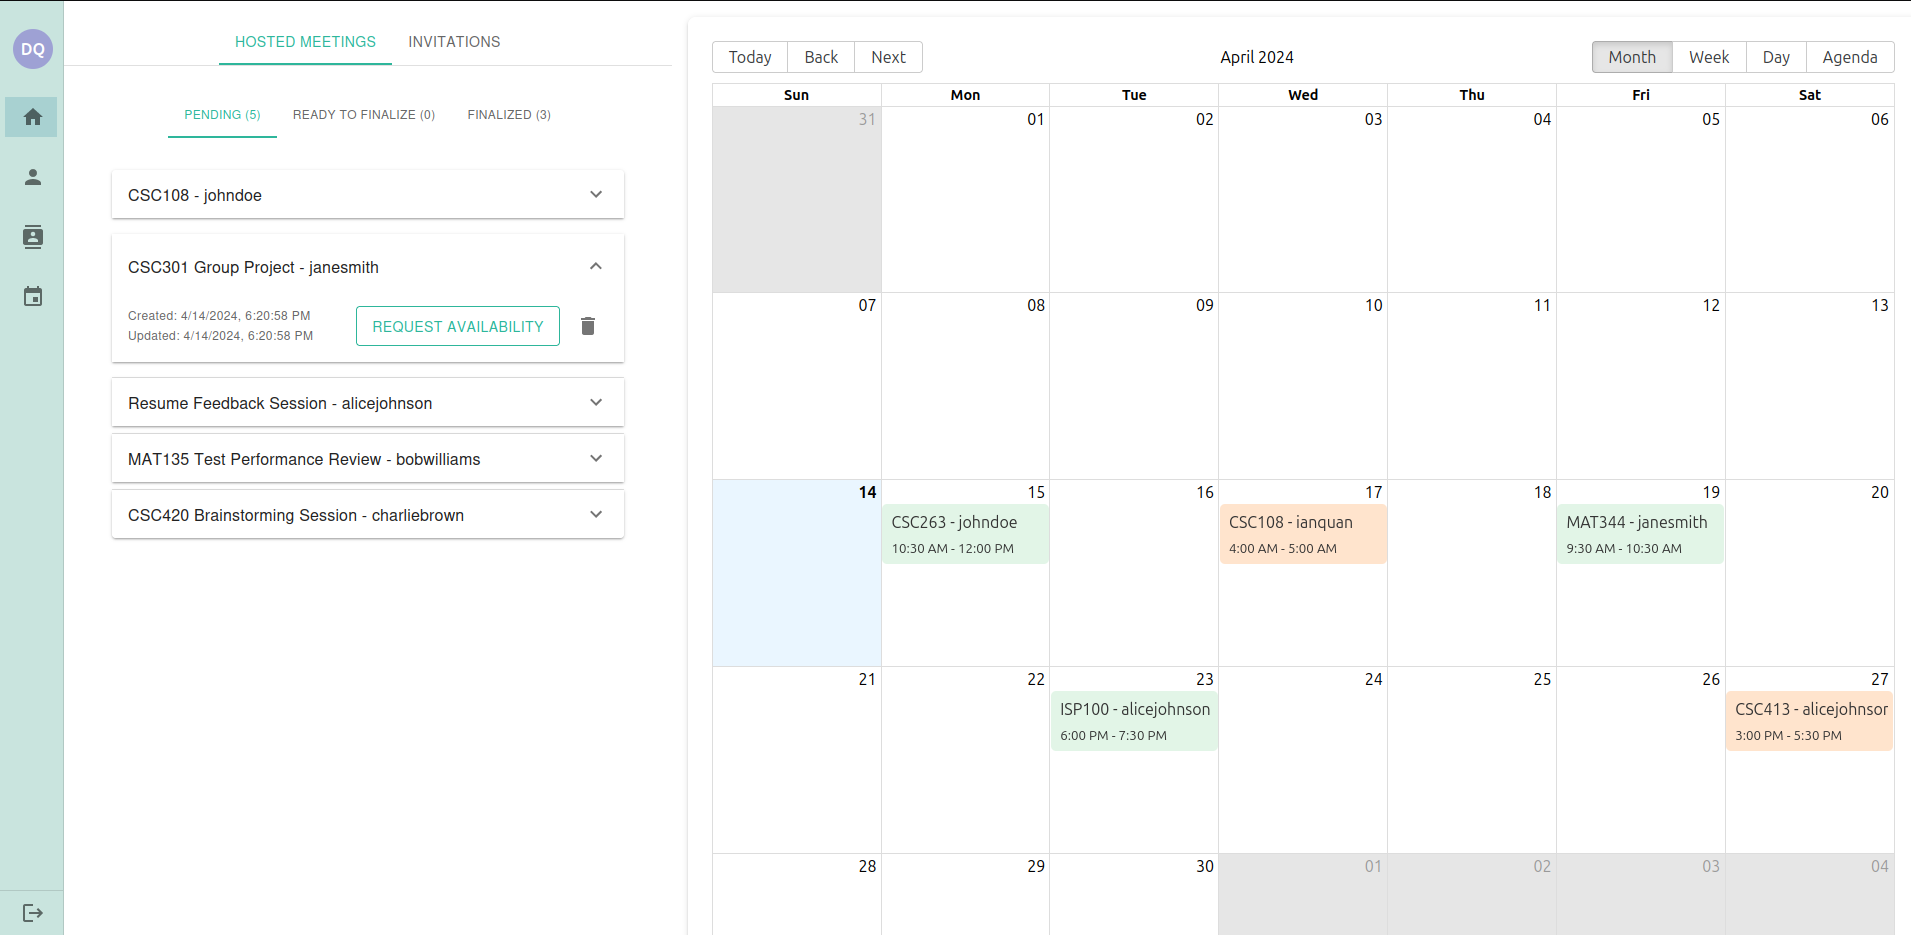 DQ
HOSTED MEETINGS INVITATIONS
PENDING (5) READY TO FINALIZE (0) FINALIZED (3)
CSC108 - johndoe
CSC301 Group Project - janesmith
Created: 4/14/2024, 6:20:58 PM
Updated: 4/14/2024, 6:20:58 PM
REQUEST AVAILABILITY
Resume Feedback Session - alicejohnson
MAT135 Test Performance Review - bobwilliams
CSC420 Brainstorming Session - charliebrown
Today Back Next April 2024 Month Week Day Agenda
Sun Mon Tue Wed Thu Fri Sat
31 01 02 03 04 05 06
07 08 09 10 11 12 13
14 15 16 17 18 19 20
CSC263 - johndoe CSC108 - ianquan MAT344 - janesmith
10:30 AM - 12:00 PM 4:00 AM - 5:00 AM 9:30 AM - 10:30 AM
21 22 23 24 25 26 27
ISP100 - alicejohnson CSC413 - alicejohnsor
6:00 PM - 7:30 PM 3:00 PM - 5:30 PM
28 29 30 01 02 03 04